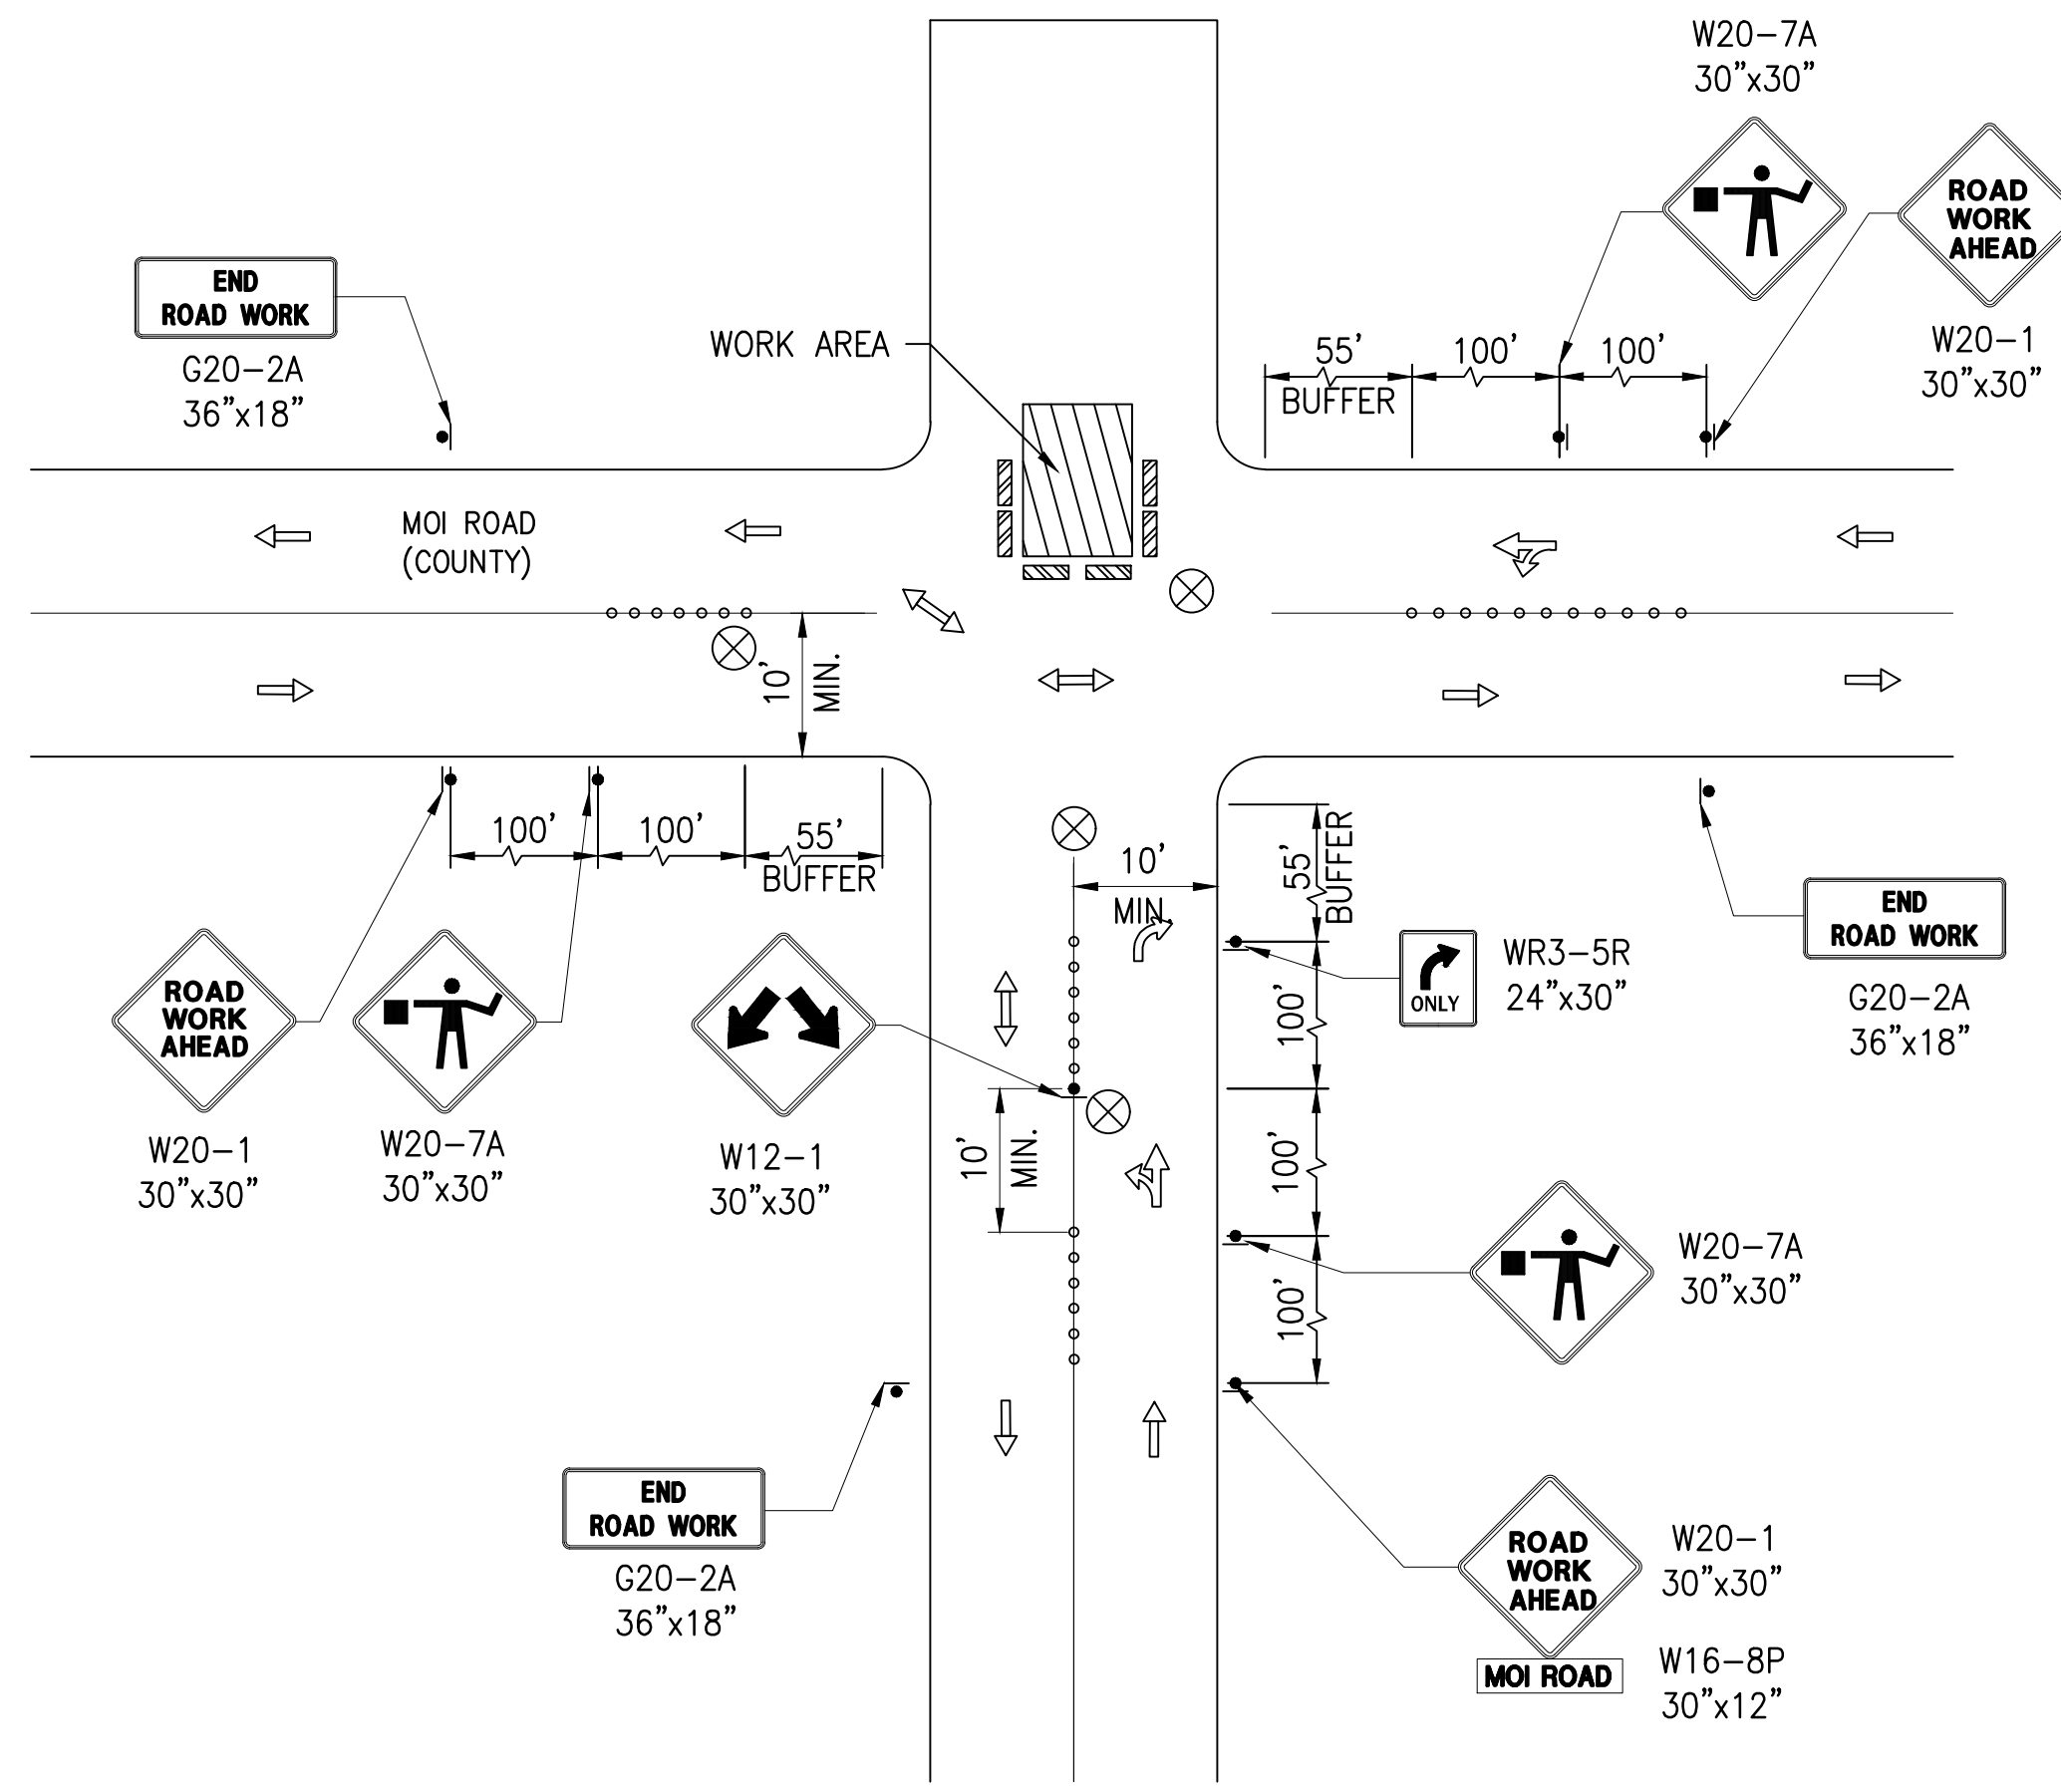 W20-7A
30"x30"
ROAD
WORK
AHEAD
W20-1
30"x30"
END
ROAD WORK
G20-2A
36"x18"
WORK AREA
55'
BUFFER
100'
100'
MOI ROAD
(COUNTY)
10'
MIN.
100'
100'
55'
BUFFER
10'
MIN.
55'
BUFFER
ONLY
WR3-5R
24"x30"
END
ROAD WORK
G20-2A
36"x18"
ROAD
WORK
AHEAD
W20-1
30"x30"
W20-7A
30"x30"
W12-1
30"x30"
10'
MIN.
100'
100'
100'
W20-7A
30"x30"
END
ROAD WORK
G20-2A
36"x18"
ROAD
WORK
AHEAD
W20-1
30"x30"
MOI ROAD
W16-8P
30"x12"